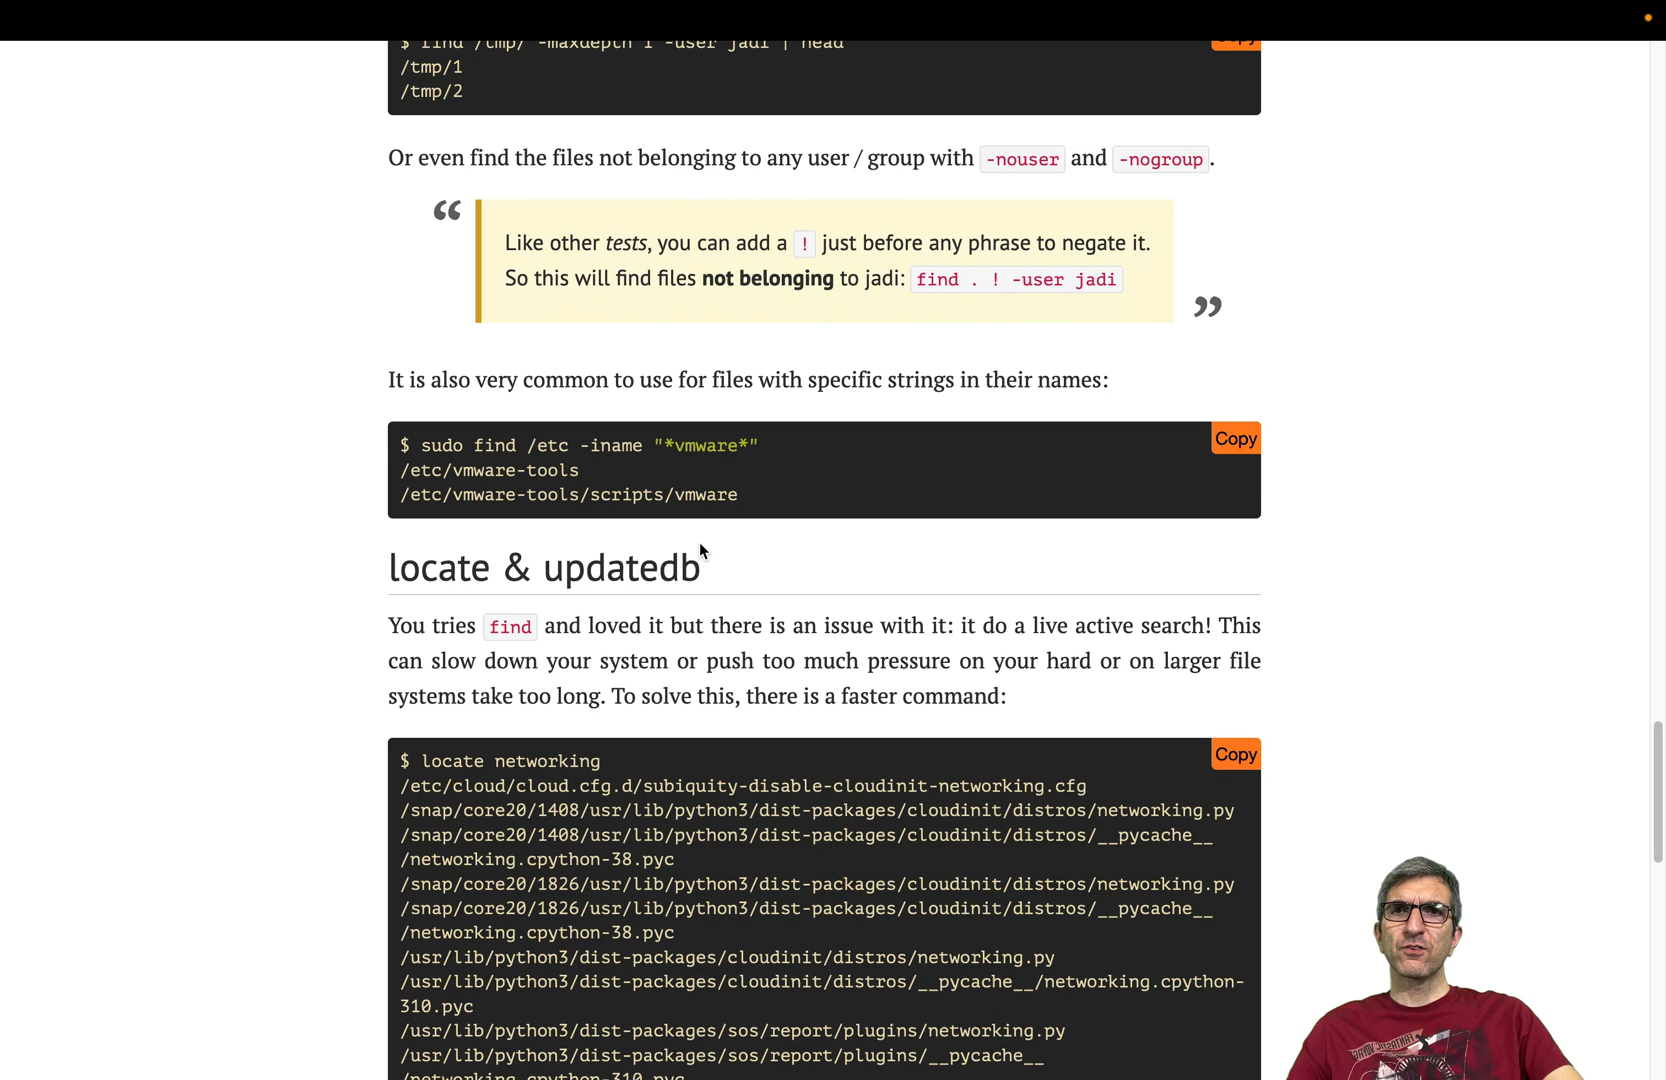 $ find /tmp/ -maxdepth 1 -user jadi | head
Copy
/tmp/1
/tmp/2
Or even find the files not belonging to any user / group with -nouser and -nogroup.
“
Like other tests, you can add a ! just before any phrase to negate it.
So this will find files not belonging to jadi: find . ! -user jadi
”
It is also very common to use for files with specific strings in their names:
Copy
$ sudo find /etc -iname "*vmware*"
/etc/vmware-tools
/etc/vmware-tools/scripts/vmware
locate & updatedb
You tries find and loved it but there is an issue with it: it do a live active search! This
can slow down your system or push too much pressure on your hard or on larger file
systems take too long. To solve this, there is a faster command:
Copy
$ locate networking
/etc/cloud/cloud.cfg.d/subiquity-disable-cloudinit-networking.cfg
/snap/core20/1408/usr/lib/python3/dist-packages/cloudinit/distros/networking.py
/snap/core20/1408/usr/lib/python3/dist-packages/cloudinit/distros/__pycache__
/networking.cpython-38.pyc
/snap/core20/1826/usr/lib/python3/dist-packages/cloudinit/distros/networking.py
/snap/core20/1826/usr/lib/python3/dist-packages/cloudinit/distros/__pycache__
/networking.cpython-38.pyc
/usr/lib/python3/dist-packages/cloudinit/distros/networking.py
/usr/lib/python3/dist-packages/cloudinit/distros/__pycache__/networking.cpython-
310.pyc
/usr/lib/python3/dist-packages/sos/report/plugins/networking.py
/usr/lib/python3/dist-packages/sos/report/plugins/__pycache__
/networking.cpython-310.pyc